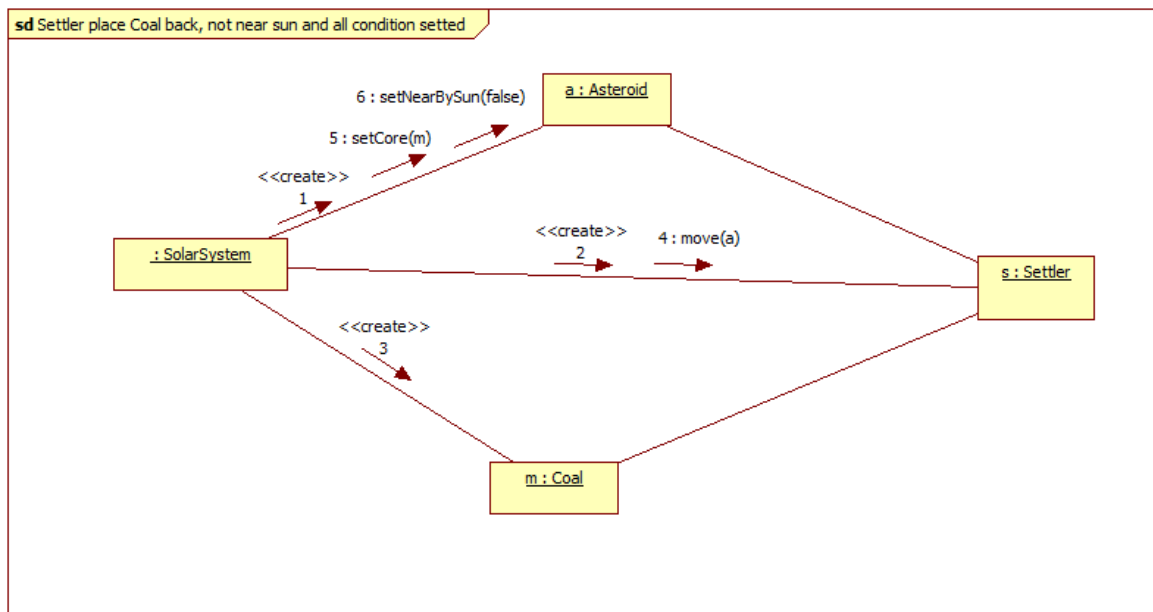 sd Settler place Coal back, not near sun and all condition setted
a : Asteroid
6 : setNearBySun(false)
5 : setCore(m)
<<create>>
1
: SolarSystem
<<create>>
2
4 : move(a)
s : Settler
<<create>>
3
m : Coal